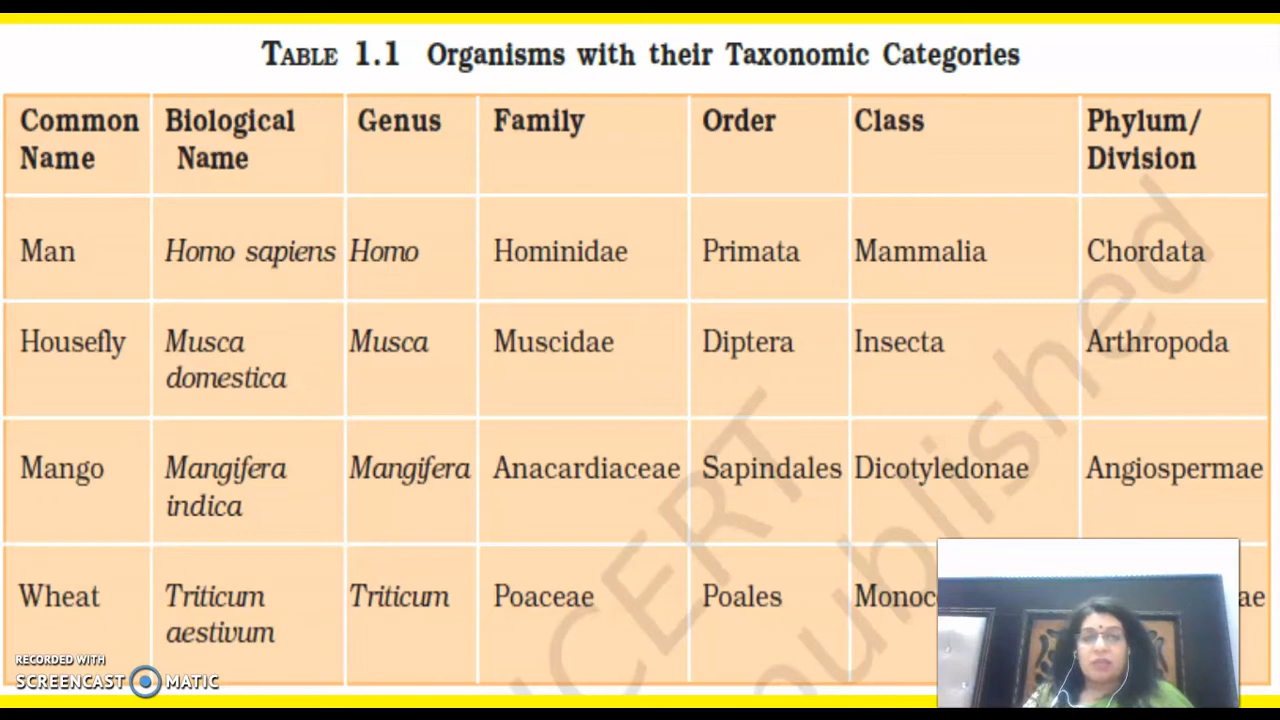 TABLE 1.1 Organisms with their Taxonomic Categories
Common Name Biological Name Genus Family Order Class Phylum/ Division
Man Homo sapiens Homo Hominidae Primata Mammalia Chordata
Housefly Musca domestica Musca Muscidae Diptera Insecta Arthropoda
Mango Mangifera indica Mangifera Anacardiaceae Sapindales Dicotyledonae Angiospermae
Wheat Triticum aestivum Triticum Poaceae Poales
NCERT
published
RECORDED WITH
SCREENCAST MATIC